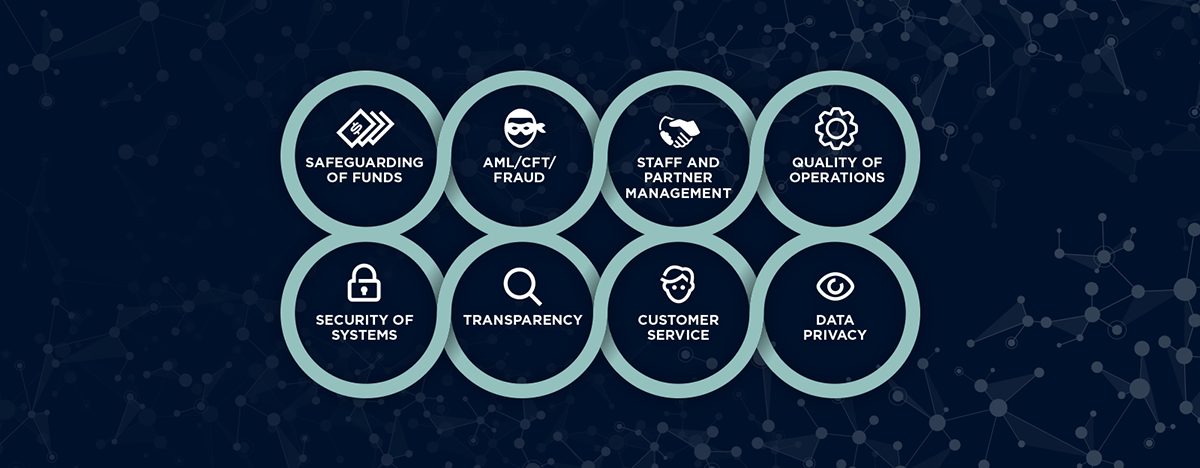 SAFEGUARDING
OF FUNDS
AML/CFT/
FRAUD
STAFF AND
PARTNER
MANAGEMENT
QUALITY OF
OPERATIONS
SECURITY OF
SYSTEMS
TRANSPARENCY
CUSTOMER
SERVICE
DATA
PRIVACY